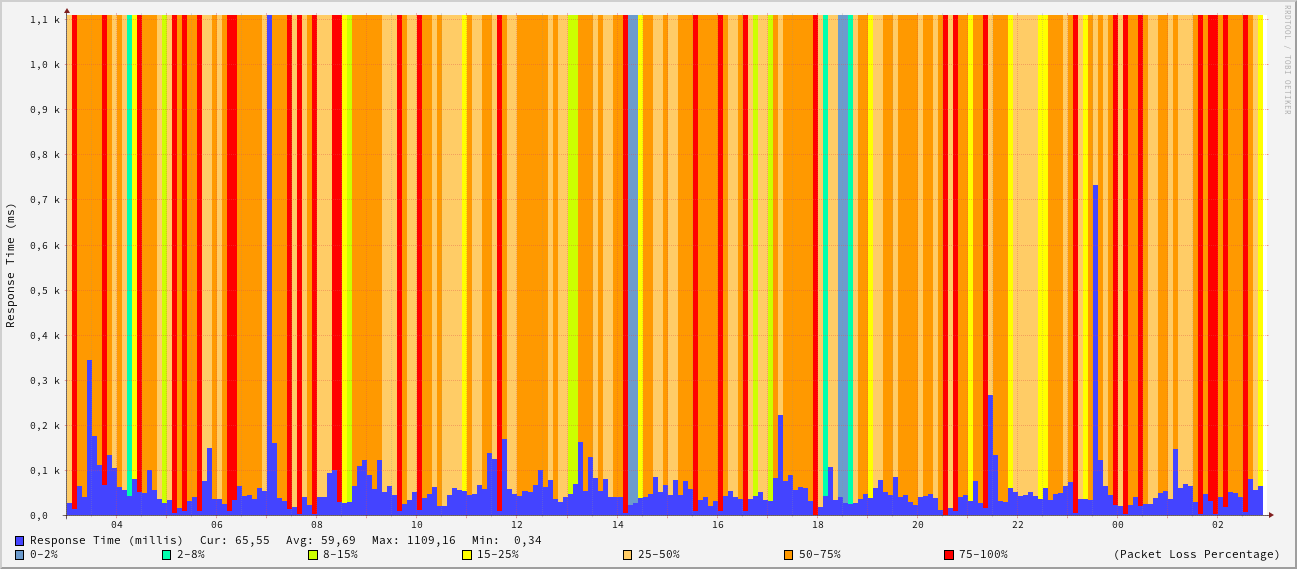 1,1 k
1,0 k
0,9 k
0,8 k
0,7 k
0,6 k
0,5 k
0,4 k
0,3 k
0,2 k
0,1 k
0,0
Response Time (ms)
RRDTOOL / TOBI OETIKER
04 06 08 10 12 14 16 18 20 22 00 02
Response Time (millis) Cur: 65,55 Avg: 59,69 Max: 1109,16 Min: 0,34
0-2% 2-8% 8-15% 15-25% 25-50% 50-75% 75-100% (Packet Loss Percentage)